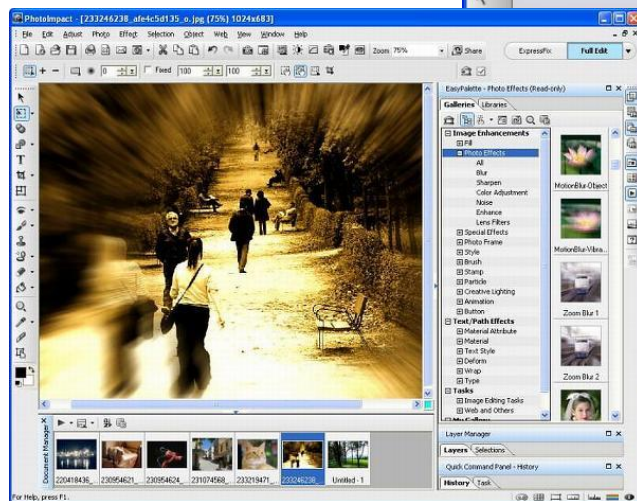 PhotoImpact - [233246238_afe4c5d135_o.jpg (75%) 1024x683]
File Edit Adjust Photo Effect Selection Object Web View Window Help
Zoom 75% Share ExpressFix Full Edit
0 Fixed 100 100
EasyPalette - Photo Effects (Read-only)
Galleries Libraries
Image Enhancements
Fill
Photo Effects
All
Blur
Sharpen
Color Adjustment
Noise
Enhance
Lens Filters
Special Effects
Photo Frame
Style
Brush
Stamp
Particle
Creative Lighting
Animation
Button
Text/Path Effects
Material Attribute
Material
Text Style
Deform
Wrap
Type
Tasks
Image Editing Tasks
Web and Others
My Gallery
MotionBlur-Object
MotionBlur-Vibra...
Zoom Blur 1
Zoom Blur 2
Layer Manager
Layers Selections
Quick Command Panel - History
History Task
Document Manager
220418436_... 230954621_... 230954624_... 231074568_... 233219471_... 233246238_... Untitled - 1
For Help, press F1.